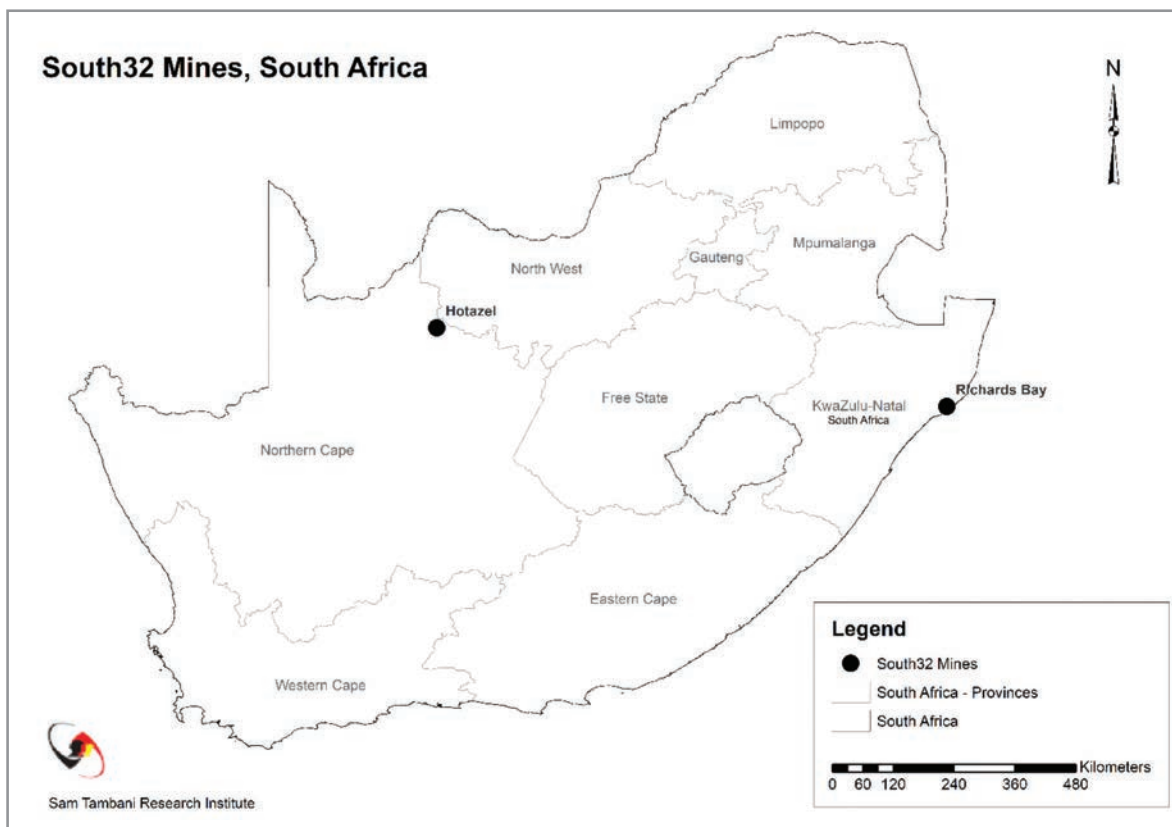 South32 Mines, South Africa
N
Limpopo
Mpumalanga
Gauteng
North West
Hotazel
Richards Bay
Free State
KwaZulu-Natal
South Africa
Northern Cape
Eastern Cape
Western Cape
Legend
South32 Mines
South Africa - Provinces
South Africa
Kilometers
0 60 120 240 360 480
Sam Tambani Research Institute